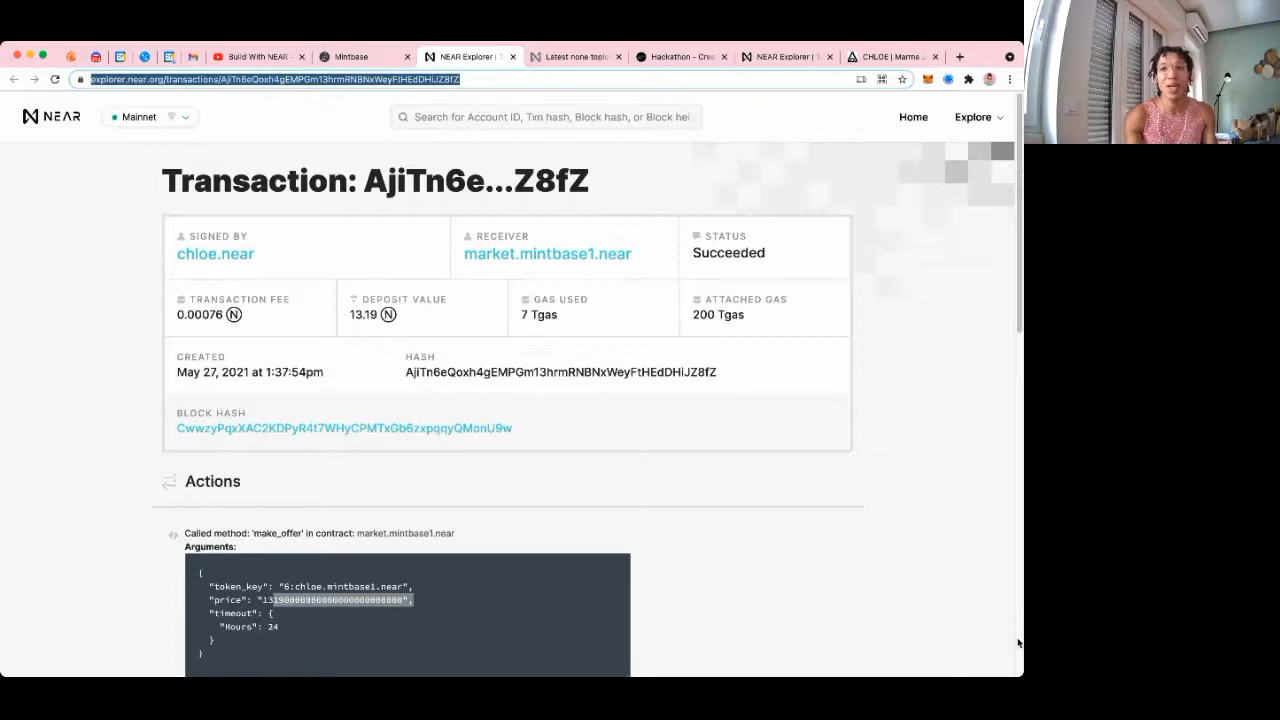 Build With NEAR -
Mintbase
NEAR Explorer | T
Latest none topic
Hackathon - Crea
NEAR Explorer | T
CHLOE | Marma J
explorer.near.org/transactions/AjiTn6eQoxh4gEMPGm13hrmRNBNxWeyFtHEdDHiJZ8fZ
NEAR
Mainnet
Search for Account ID, Txn hash, Block hash, or Block hei
Home
Explore
Transaction: AjiTn6e...Z8fZ
SIGNED BY
chloe.near
RECEIVER
market.mintbase1.near
STATUS
Succeeded
TRANSACTION FEE
0.00076 Ⓝ
DEPOSIT VALUE
13.19 Ⓝ
GAS USED
7 Tgas
ATTACHED GAS
200 Tgas
CREATED
May 27, 2021 at 1:37:54pm
HASH
AjiTn6eQoxh4gEMPGm13hrmRNBNxWeyFtHEdDHiJZ8fZ
BLOCK HASH
CwwzyPqxXAC2KDPyR4t7WHyCPMTxGb6zxpqqyQMonU9w
Actions
Called method: 'make_offer' in contract: market.mintbase1.near
Arguments:
{
"token_key": "6:chloe.mintbase1.near",
"price": "13190000000000000000000000",
"timeout": {
"Hours": 24
}
}